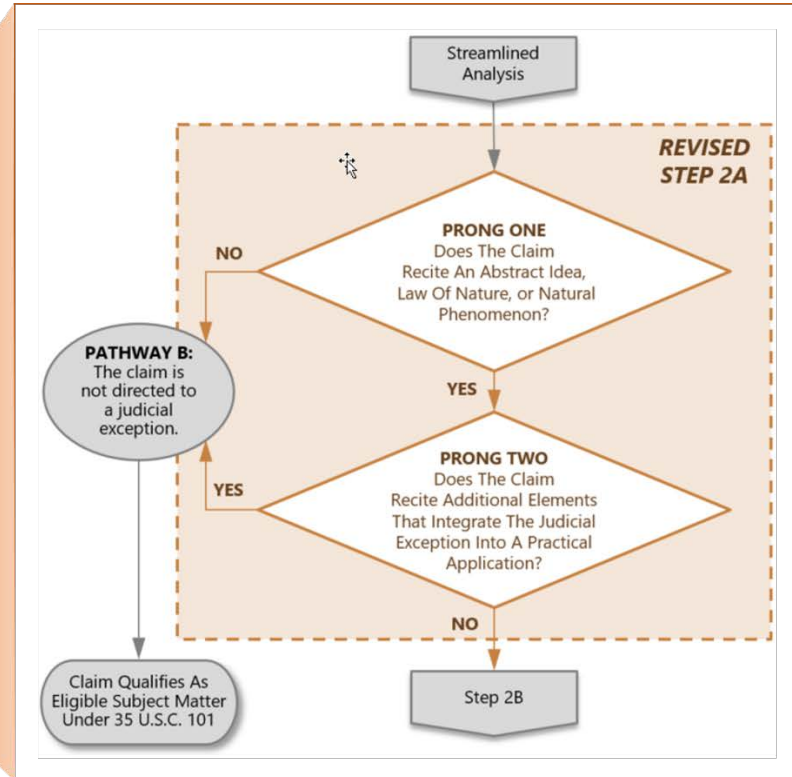 Streamlined
Analysis
REVISED
STEP 2A
PRONG ONE
Does The Claim
Recite An Abstract Idea,
Law Of Nature, or Natural
Phenomenon?
NO
YES
PATHWAY B:
The claim is
not directed to
a judicial
exception.
PRONG TWO
Does The Claim
Recite Additional Elements
That Integrate The Judicial
Exception Into A Practical
Application?
YES
NO
Claim Qualifies As
Eligible Subject Matter
Under 35 U.S.C. 101
Step 2B